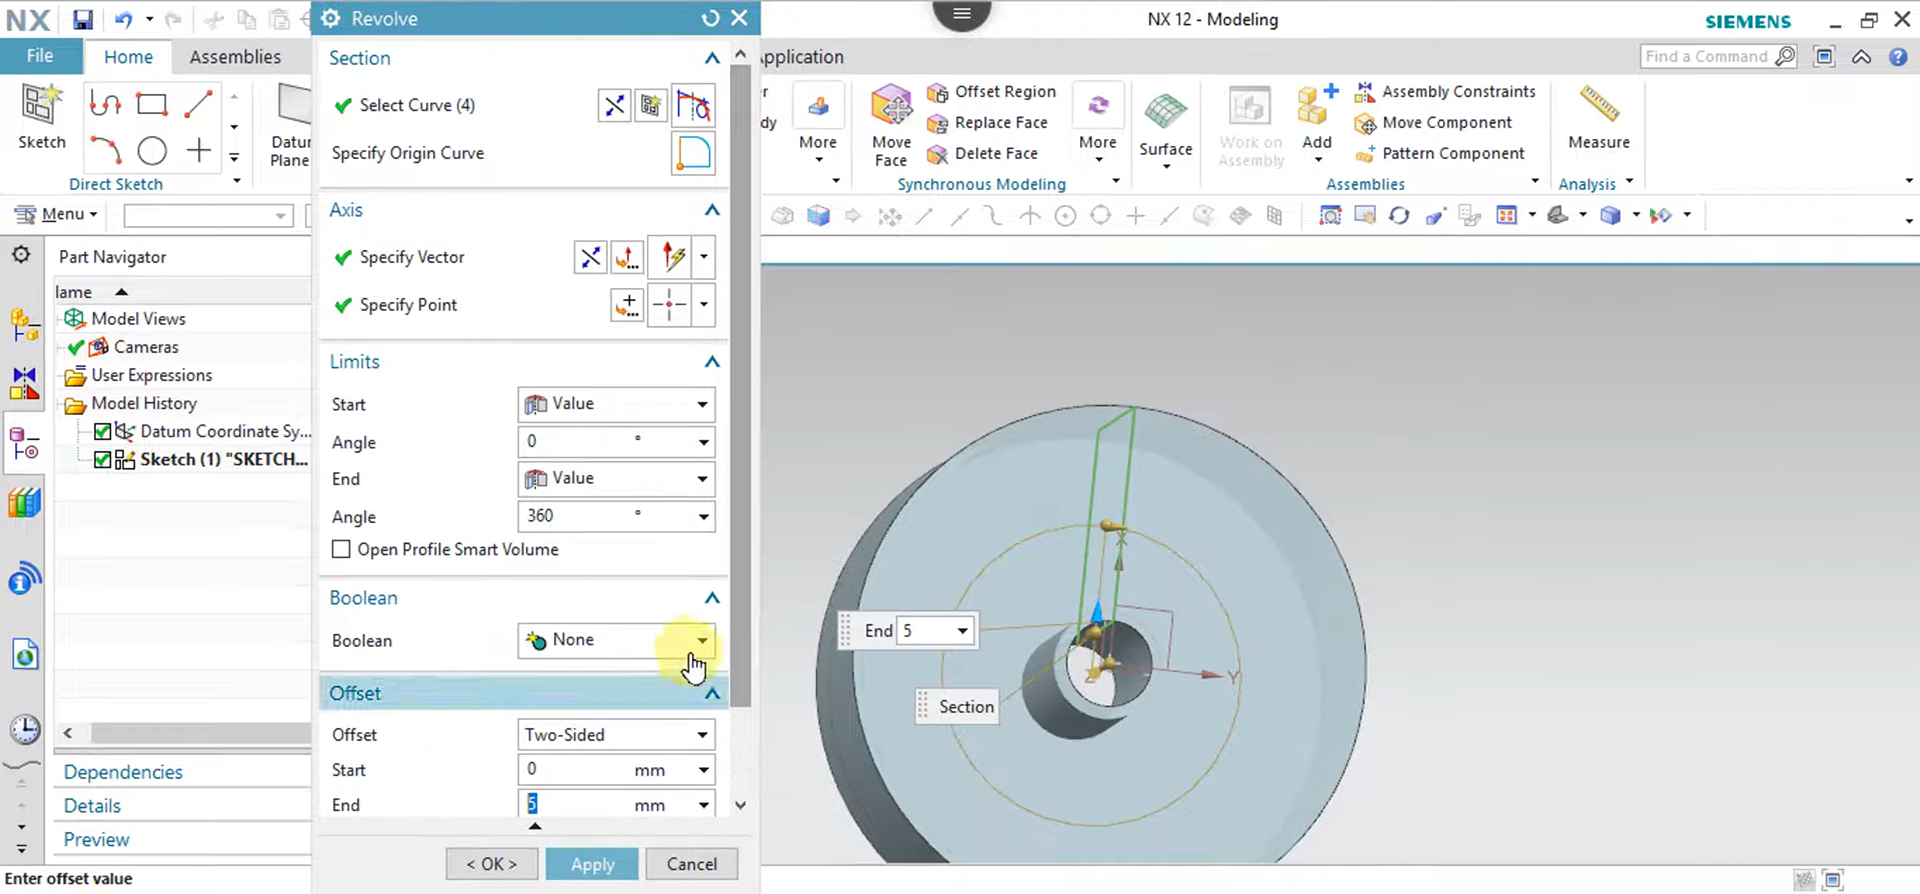 NX
Revolve
NX 12 - Modeling
SIEMENS
File
Home
Assemblies
pplication
Find a Command
Section
Select Curve (4)
Specify Origin Curve
Sketch
Datu
Plane
Direct Sketch
r
dy
More
Move
Face
Offset Region
Replace Face
Delete Face
More
Synchronous Modeling
Surface
Work on
Assembly
Add
Assembly Constraints
Move Component
Pattern Component
Assemblies
Measure
Analysis
Menu
Axis
Specify Vector
Specify Point
Part Navigator
lame
Model Views
Cameras
User Expressions
Model History
Datum Coordinate Sy...
Sketch (1) "SKETCH...
Limits
Start
Value
Angle
0 °
End
Value
Angle
360 °
Open Profile Smart Volume
Boolean
Boolean
None
Offset
Offset
Two-Sided
Start
0 mm
End
5 mm
< OK >
Apply
Cancel
Dependencies
Details
Preview
Enter offset value
End 5
Section
X
Y
Z